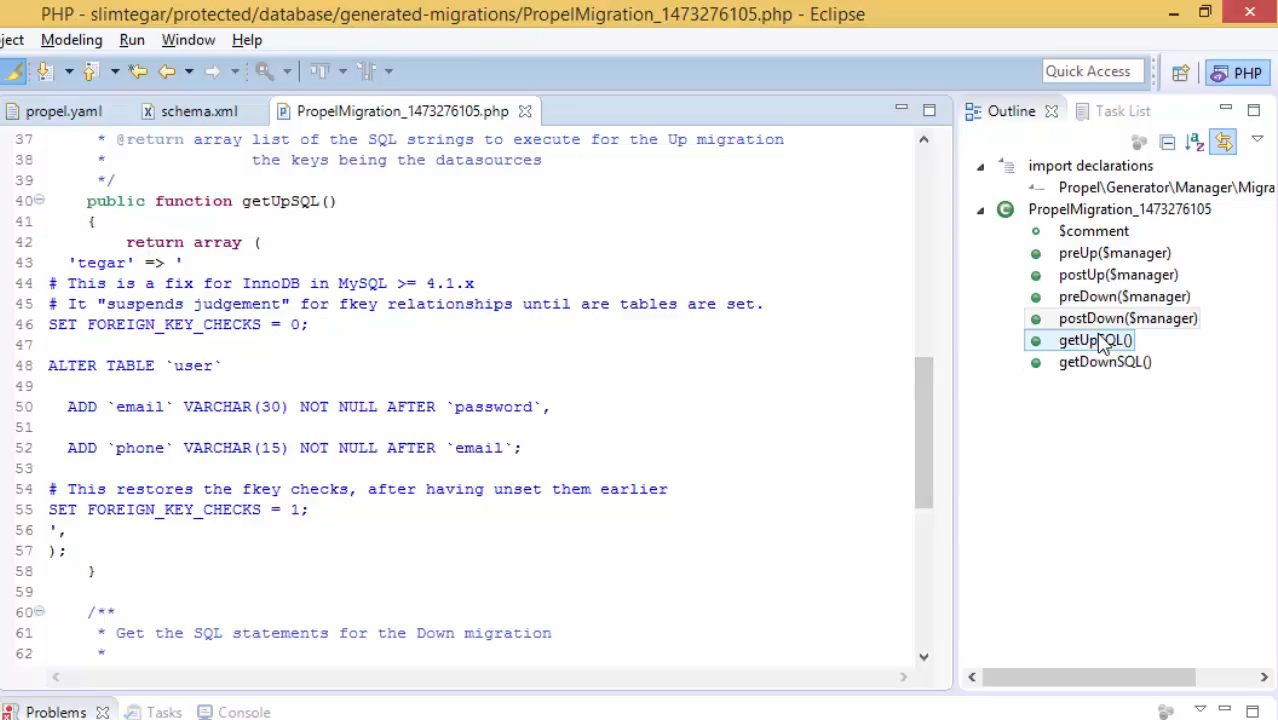 PHP - slimtegar/protected/database/generated-migrations/PropelMigration_1473276105.php - Eclipse
ject Modeling Run Window Help
Quick Access PHP
propel.yaml schema.xml PropelMigration_1473276105.php
37 * @return array list of the SQL strings to execute for the Up migration
38 * the keys being the datasources
39 */
40 public function getUpSQL()
41 {
42 return array (
43 'tegar' => '
44 # This is a fix for InnoDB in MySQL >= 4.1.x
45 # It "suspends judgement" for fkey relationships until are tables are set.
46 SET FOREIGN_KEY_CHECKS = 0;
47
48 ALTER TABLE `user`
49
50 ADD `email` VARCHAR(30) NOT NULL AFTER `password`,
51
52 ADD `phone` VARCHAR(15) NOT NULL AFTER `email`;
53
54 # This restores the fkey checks, after having unset them earlier
55 SET FOREIGN_KEY_CHECKS = 1;
56 ',
57 );
58 }
59
60 /**
61 * Get the SQL statements for the Down migration
62 *
Outline Task List
import declarations
Propel\Generator\Manager\Migra
PropelMigration_1473276105
$comment
preUp($manager)
postUp($manager)
preDown($manager)
postDown($manager)
getUpSQL()
getDownSQL()
Problems Tasks Console